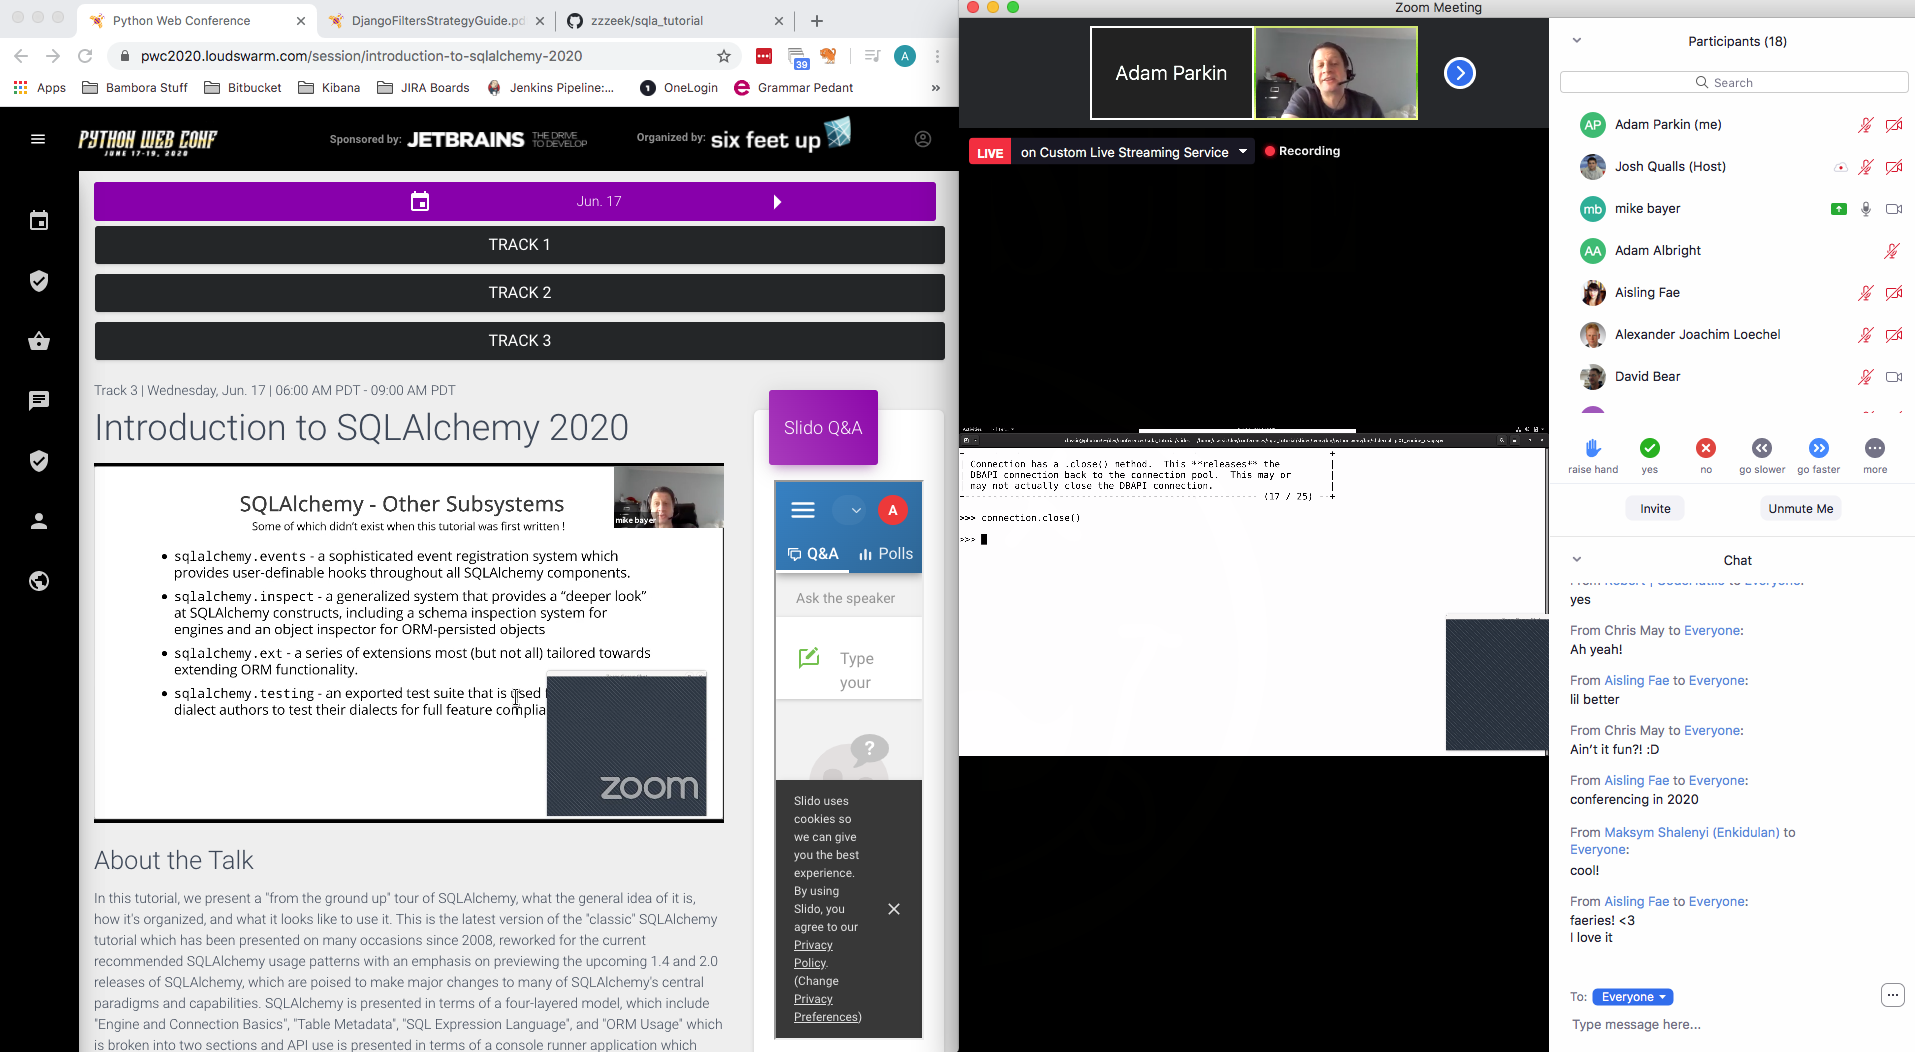 Python Web Conference
DjangoFiltersStrategyGuide.pd
zzzeek/sqla_tutorial
pwc2020.loudswarm.com/session/introduction-to-sqlalchemy-2020
39
A
Apps
Bambora Stuff
Bitbucket
Kibana
JIRA Boards
Jenkins Pipeline:...
OneLogin
Grammar Pedant
»
PYTHON WEB CONF
JUNE 17-19, 2020
Sponsored by: JETBRAINS THE DRIVE TO DEVELOP
Organized by: six feet up
Jun. 17
TRACK 1
TRACK 2
TRACK 3
Track 3 | Wednesday, Jun. 17 | 06:00 AM PDT - 09:00 AM PDT
Introduction to SQLAlchemy 2020
SQLAlchemy - Other Subsystems
Some of which didn't exist when this tutorial was first written !
mike bayer
• sqlalchemy.events - a sophisticated event registration system which
provides user-definable hooks throughout all SQLAlchemy components.
• sqlalchemy.inspect - a generalized system that provides a “deeper look”
at SQLAlchemy constructs, including a schema inspection system for
engines and an object inspector for ORM-persisted objects
• sqlalchemy.ext - a series of extensions most (but not all) tailored towards
extending ORM functionality.
• sqlalchemy.testing - an exported test suite that is used
dialect authors to test their dialects for full feature complia
zoom
About the Talk
In this tutorial, we present a "from the ground up" tour of SQLAlchemy, what the general idea of it is,
how it's organized, and what it looks like to use it. This is the latest version of the "classic" SQLAlchemy
tutorial which has been presented on many occasions since 2008, reworked for the current
recommended SQLAlchemy usage patterns with an emphasis on previewing the upcoming 1.4 and 2.0
releases of SQLAlchemy, which are poised to make major changes to many of SQLAlchemy's central
paradigms and capabilities. SQLAlchemy is presented in terms of a four-layered model, which include
"Engine and Connection Basics", "Table Metadata", "SQL Expression Language", and "ORM Usage" which
is broken into two sections and API use is presented in terms of a console runner application which
Slido Q&A
A
Q&A
Polls
Ask the speaker
Type
your
?
Slido uses
cookies so
we can give
you the best
experience.
By using
Slido, you
agree to our
Privacy
Policy.
(Change
Privacy
Preferences)
Zoom Meeting
Adam Parkin
LIVE on Custom Live Streaming Service
Recording
Connection has a .close() method. This **releases** the
DBAPI connection back to the connection pool. This may or
may not actually close the DBAPI connection.
(17 / 25)
>>> connection.close()
>>>
Participants (18)
Search
AP Adam Parkin (me)
Josh Qualls (Host)
mb mike bayer
AA Adam Albright
Aisling Fae
Alexander Joachim Loechel
David Bear
raise hand
yes
no
go slower
go faster
more
Invite
Unmute Me
Chat
yes
From Chris May to Everyone:
Ah yeah!
From Aisling Fae to Everyone:
lil better
From Chris May to Everyone:
Ain't it fun?! :D
From Aisling Fae to Everyone:
conferencing in 2020
From Maksym Shalenyi (Enkidulan) to
Everyone:
cool!
From Aisling Fae to Everyone:
faeries! <3
I love it
To: Everyone
Type message here...